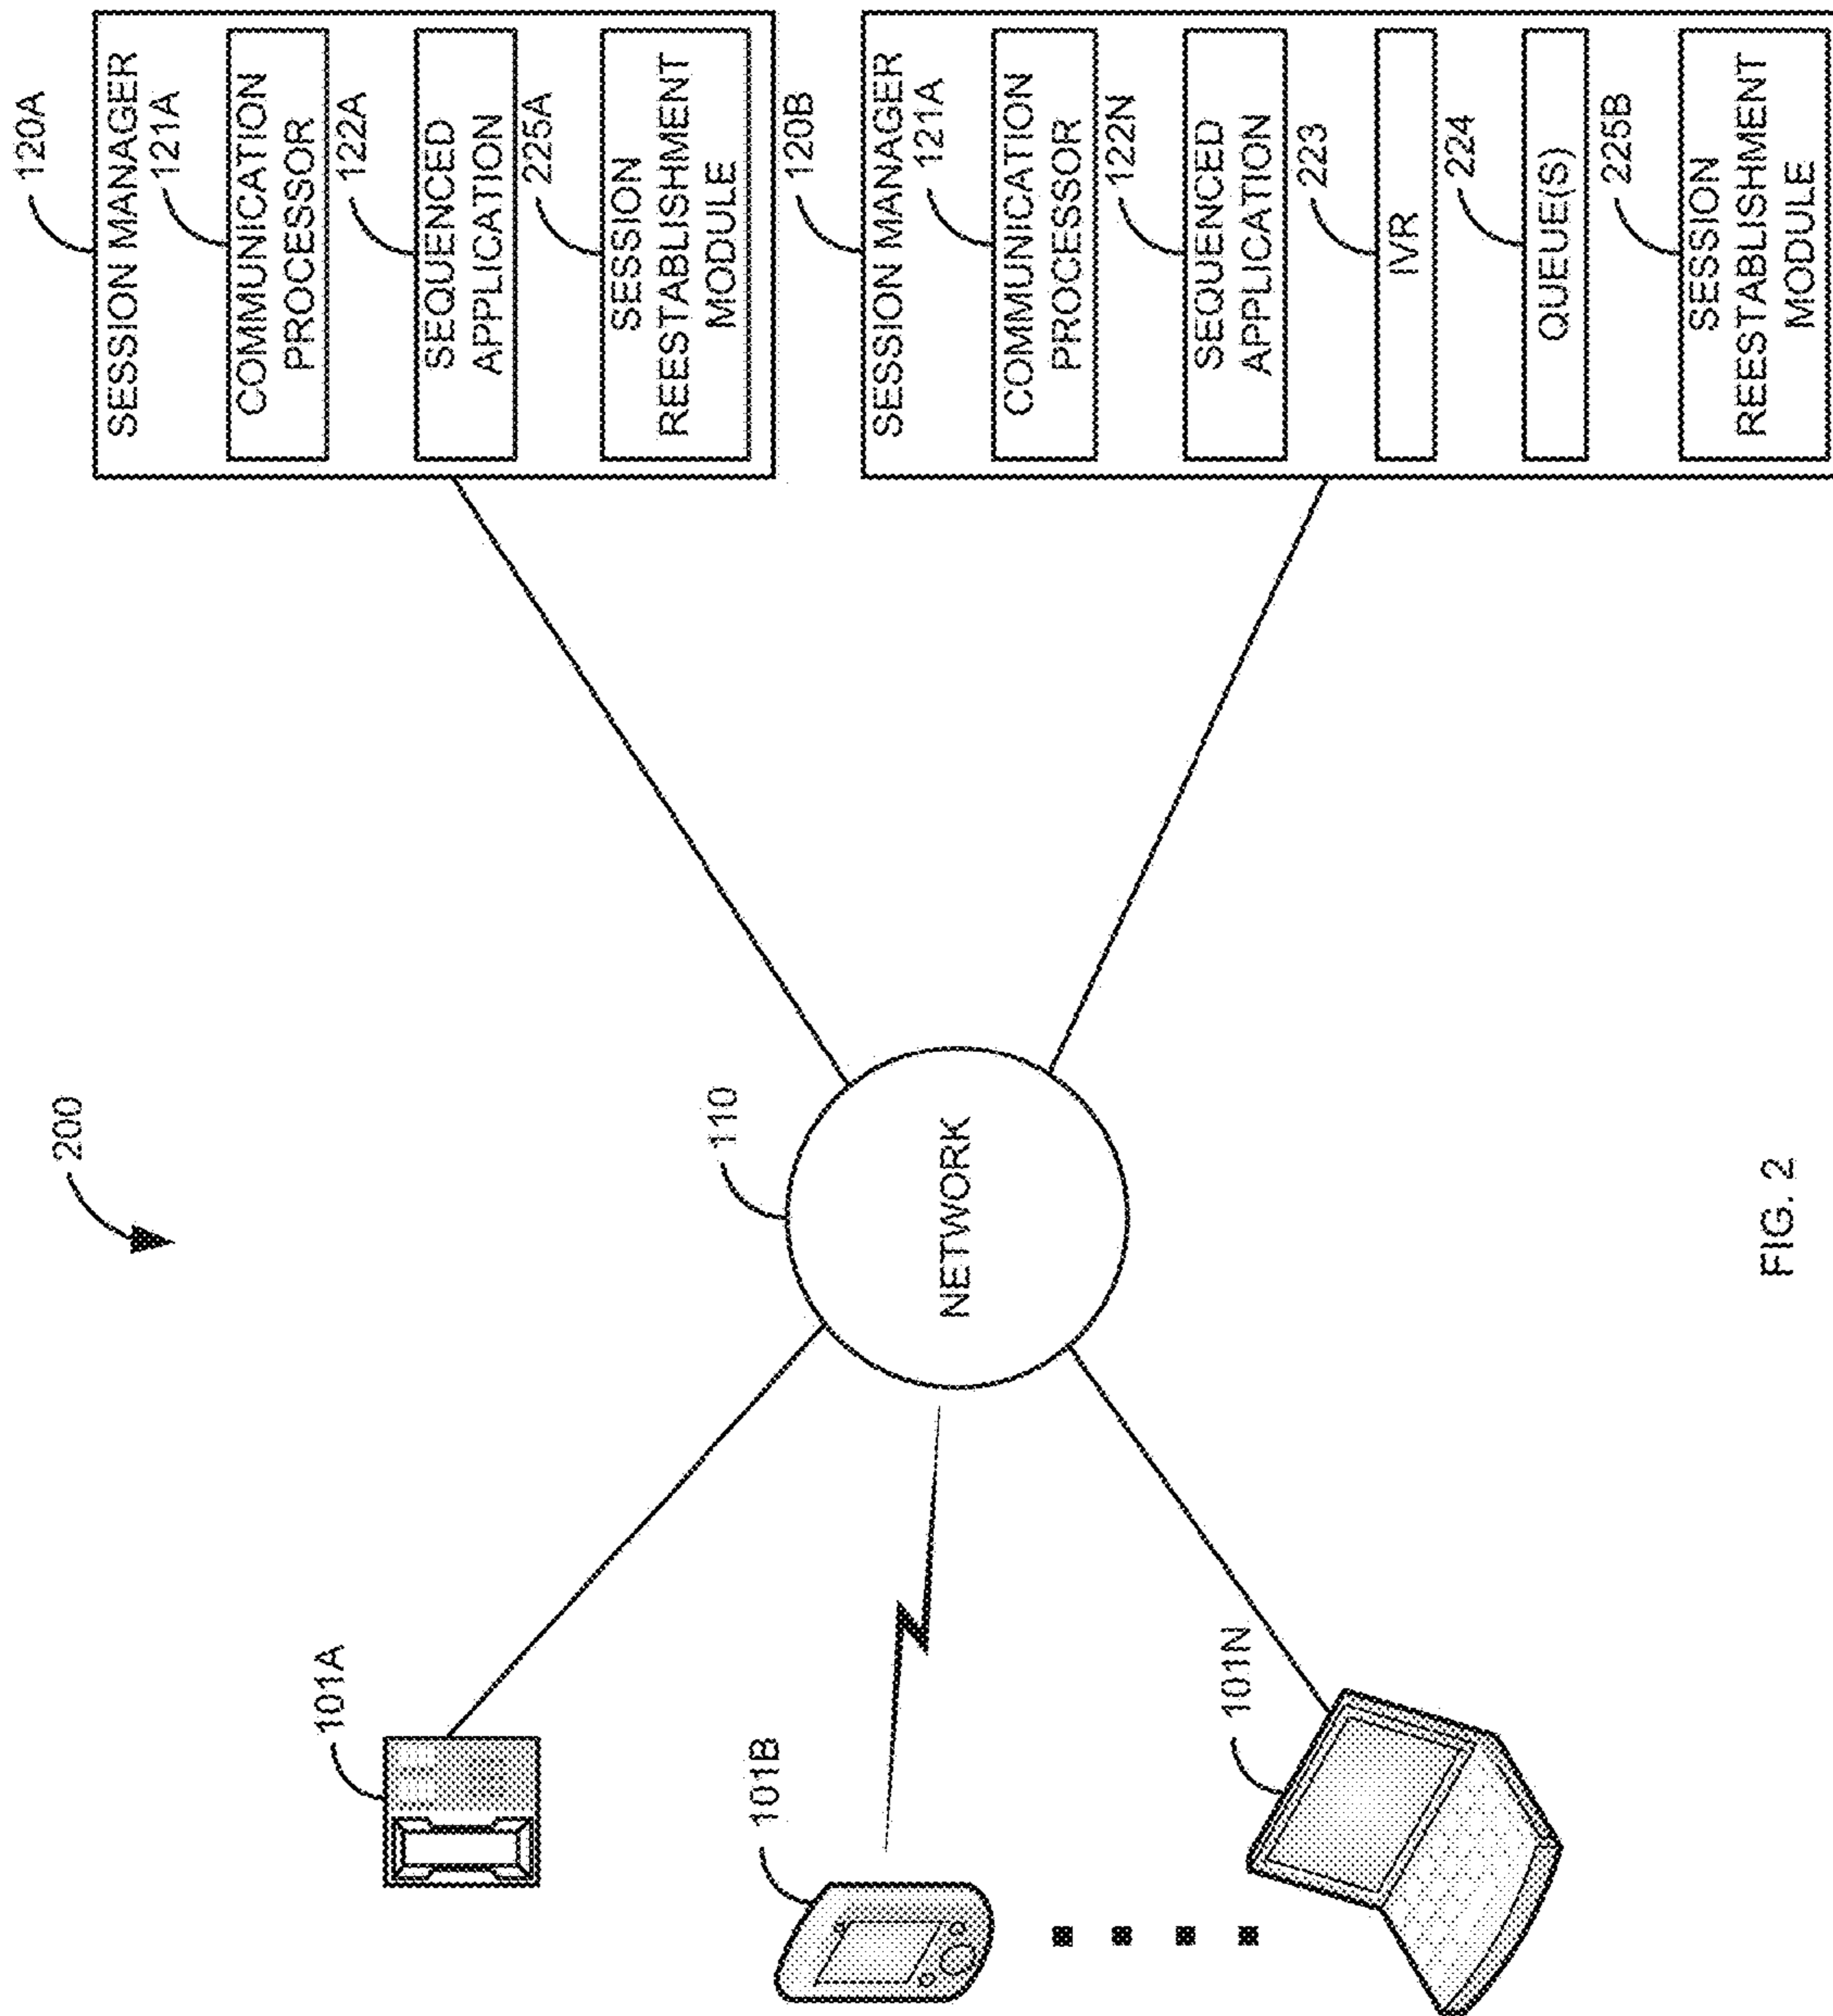 200
101A
101B
101N
110
NETWORK
120A
SESSION MANAGER
121A
COMMUNICATION
PROCESSOR
122A
SEQUENCED
APPLICATION
225A
SESSION
REESTABLISHMENT
MODULE
120B
SESSION MANAGER
121A
COMMUNICATION
PROCESSOR
122N
SEQUENCED
APPLICATION
223
IVR
224
QUEUE(S)
225B
SESSION
REESTABLISHMENT
MODULE
FIG. 2